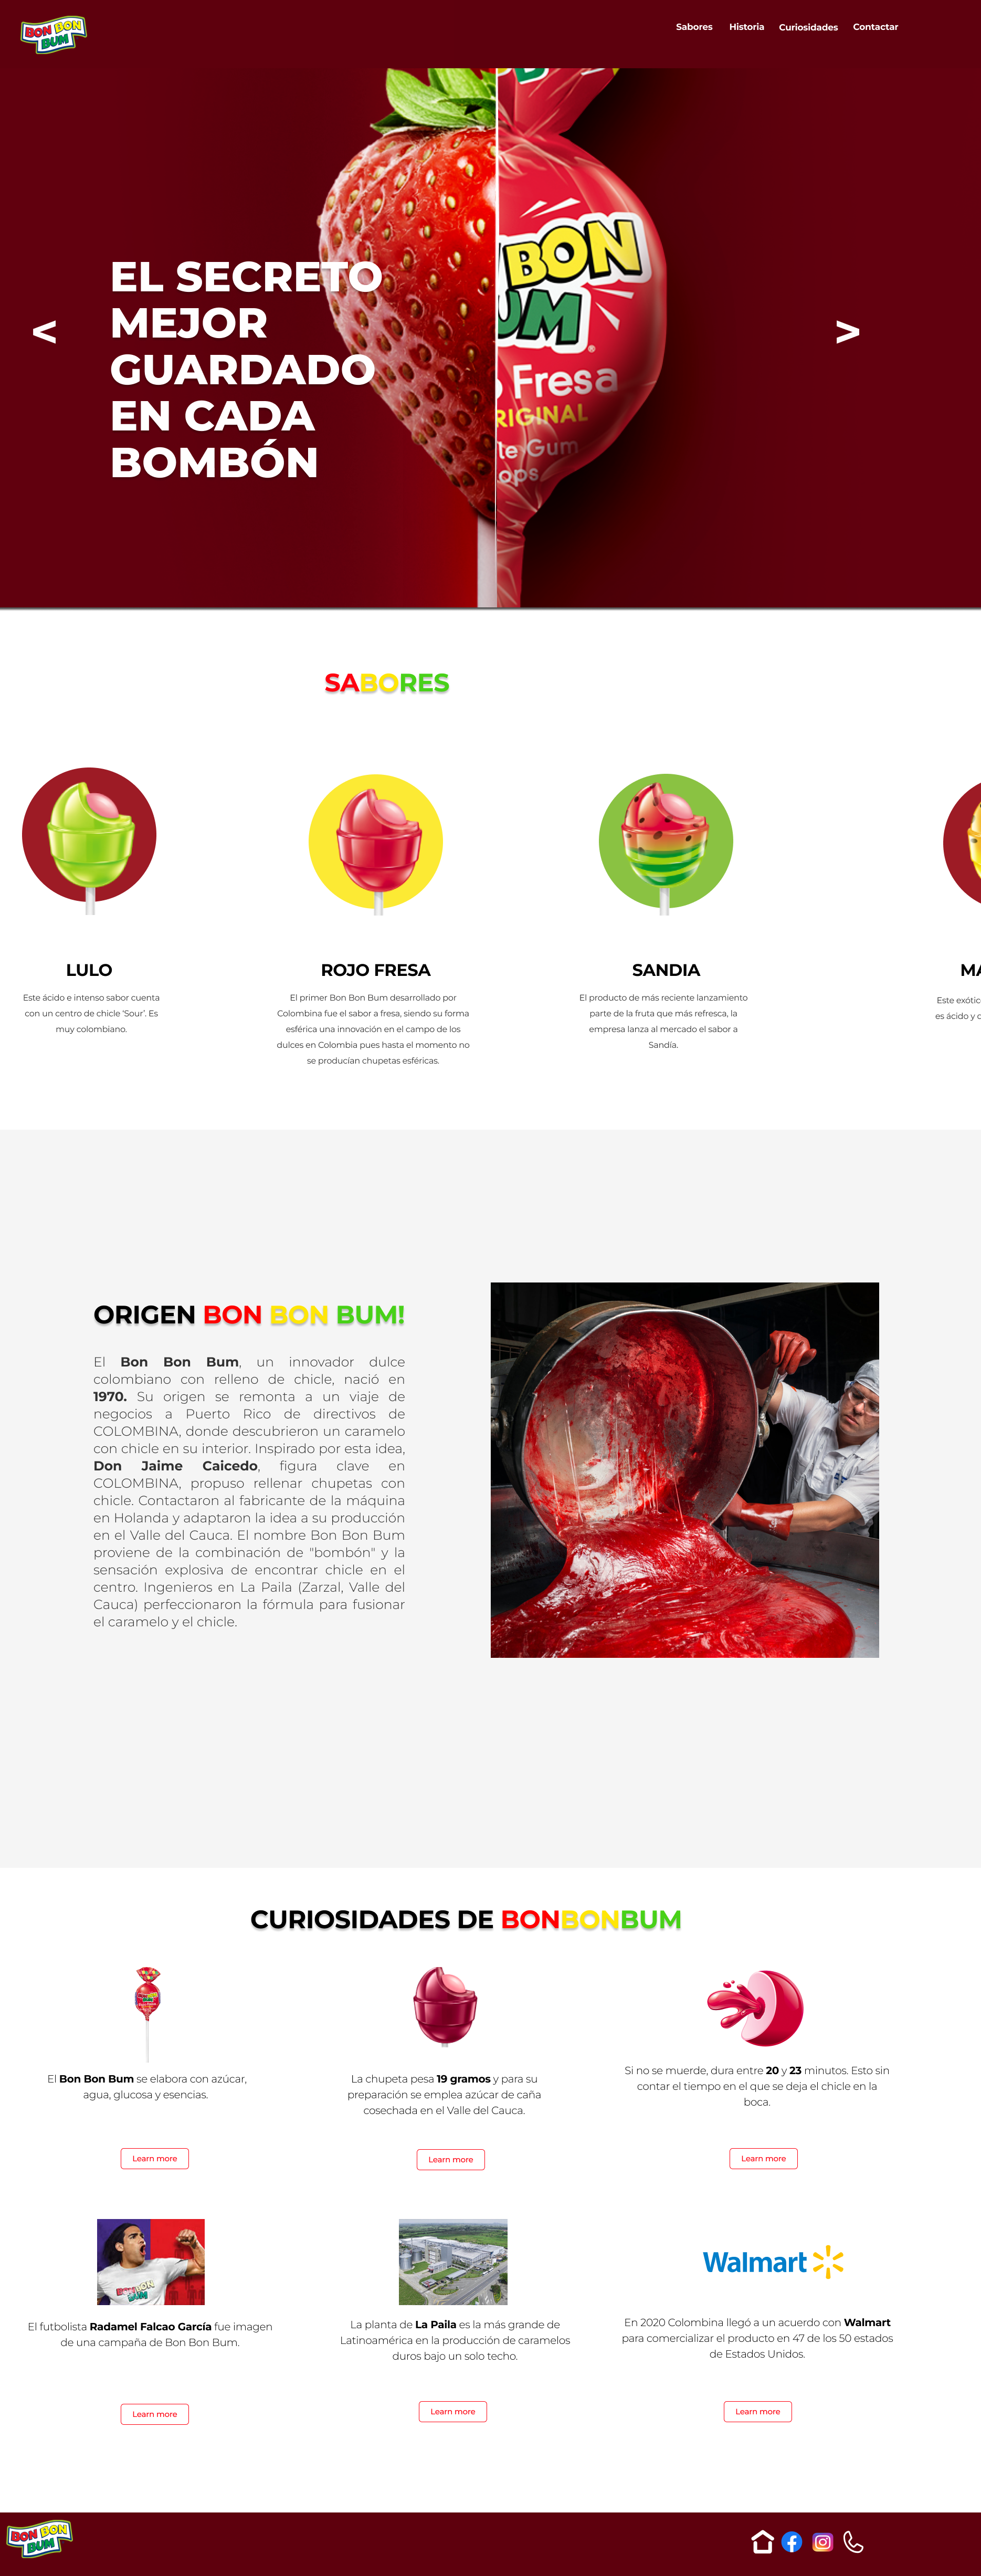 BON BON
BUM
Sabores Historia Curiosidades Contactar
EL SECRETO
MEJOR
GUARDADO
EN CADA
BOMBÓN
< >
BON
UM
®
Fresa
RIGINAL
te Gum
ops
SABORES
LULO
Este ácido e intenso sabor cuenta
con un centro de chicle 'Sour'. Es
muy colombiano.
ROJO FRESA
El primer Bon Bon Bum desarrollado por
Colombina fue el sabor a fresa, siendo su forma
esférica una innovación en el campo de los
dulces en Colombia pues hasta el momento no
se producían chupetas esféricas.
SANDIA
El producto de más reciente lanzamiento
parte de la fruta que más refresca, la
empresa lanza al mercado el sabor a
Sandía.
MA
Este exótic
es ácido y
ORIGEN BON BON BUM!
El Bon Bon Bum, un innovador dulce
colombiano con relleno de chicle, nació en
1970. Su origen se remonta a un viaje de
negocios a Puerto Rico de directivos de
COLOMBINA, donde descubrieron un caramelo
con chicle en su interior. Inspirado por esta idea,
Don Jaime Caicedo, figura clave en
COLOMBINA, propuso rellenar chupetas con
chicle. Contactaron al fabricante de la máquina
en Holanda y adaptaron la idea a su producción
en el Valle del Cauca. El nombre Bon Bon Bum
proviene de la combinación de "bombón" y la
sensación explosiva de encontrar chicle en el
centro. Ingenieros en La Paila (Zarzal, Valle del
Cauca) perfeccionaron la fórmula para fusionar
el caramelo y el chicle.
CURIOSIDADES DE BONBONBUM
El Bon Bon Bum se elabora con azúcar,
agua, glucosa y esencias.
Learn more
La chupeta pesa 19 gramos y para su
preparación se emplea azúcar de caña
cosechada en el Valle del Cauca.
Learn more
Si no se muerde, dura entre 20 y 23 minutos. Esto sin
contar el tiempo en el que se deja el chicle en la
boca.
Learn more
BON BON
BUM
El futbolista Radamel Falcao García fue imagen
de una campaña de Bon Bon Bum.
Learn more
La planta de La Paila es la más grande de
Latinoamérica en la producción de caramelos
duros bajo un solo techo.
Learn more
Walmart
En 2020 Colombina llegó a un acuerdo con Walmart
para comercializar el producto en 47 de los 50 estados
de Estados Unidos.
Learn more
BON BON
BUM